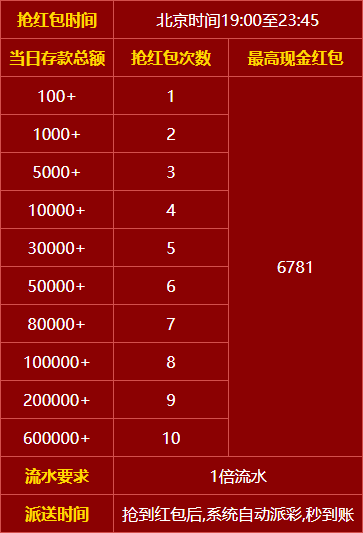 抢红包时间 北京时间19:00至23:45
当日存款总额 抢红包次数 最高现金红包
100+ 1
1000+ 2
5000+ 3
10000+ 4
30000+ 5
6781
50000+ 6
80000+ 7
100000+ 8
200000+ 9
600000+ 10
流水要求 1倍流水
派送时间 抢到红包后,系统自动派彩,秒到账